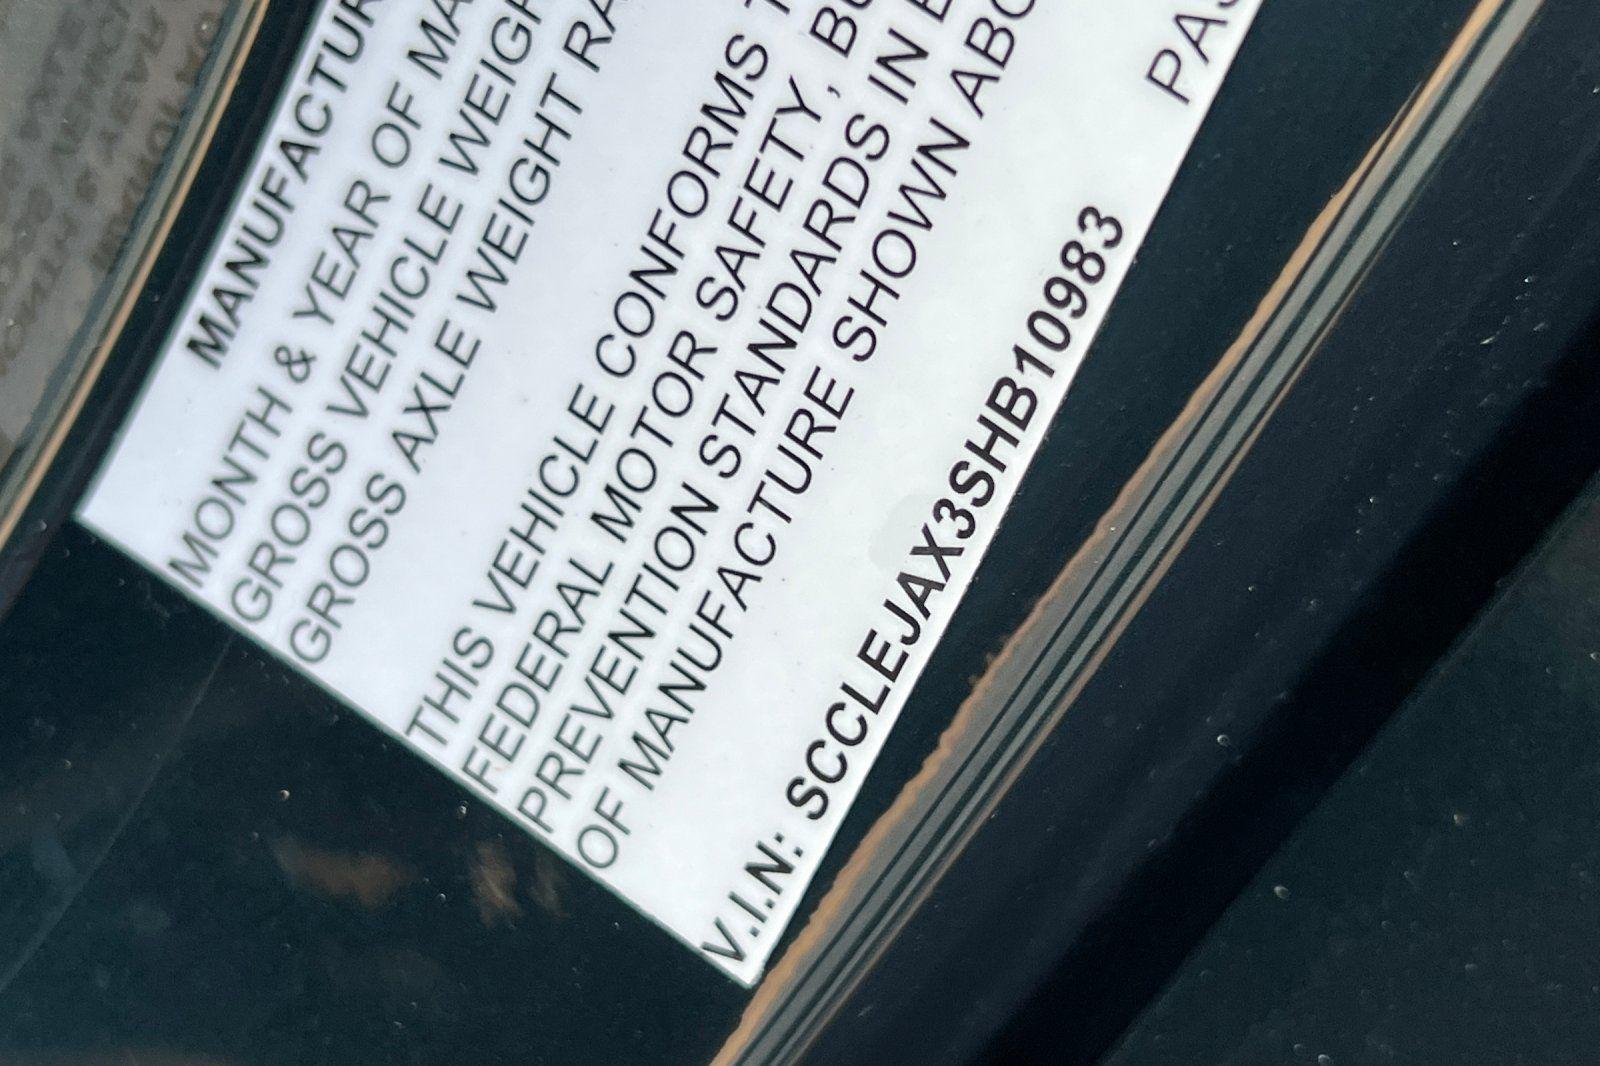 MANUFACTUR
MONTH & YEAR OF MA
GROSS VEHICLE WEIGH
GROSS AXLE WEIGHT RA
THIS VEHICLE CONFORMS T
FEDERAL MOTOR SAFETY, BU
PREVENTION STANDARDS IN E
OF MANUFACTURE SHOWN ABO
V.I.N: SCCLEJAX3SHB10983
PAS